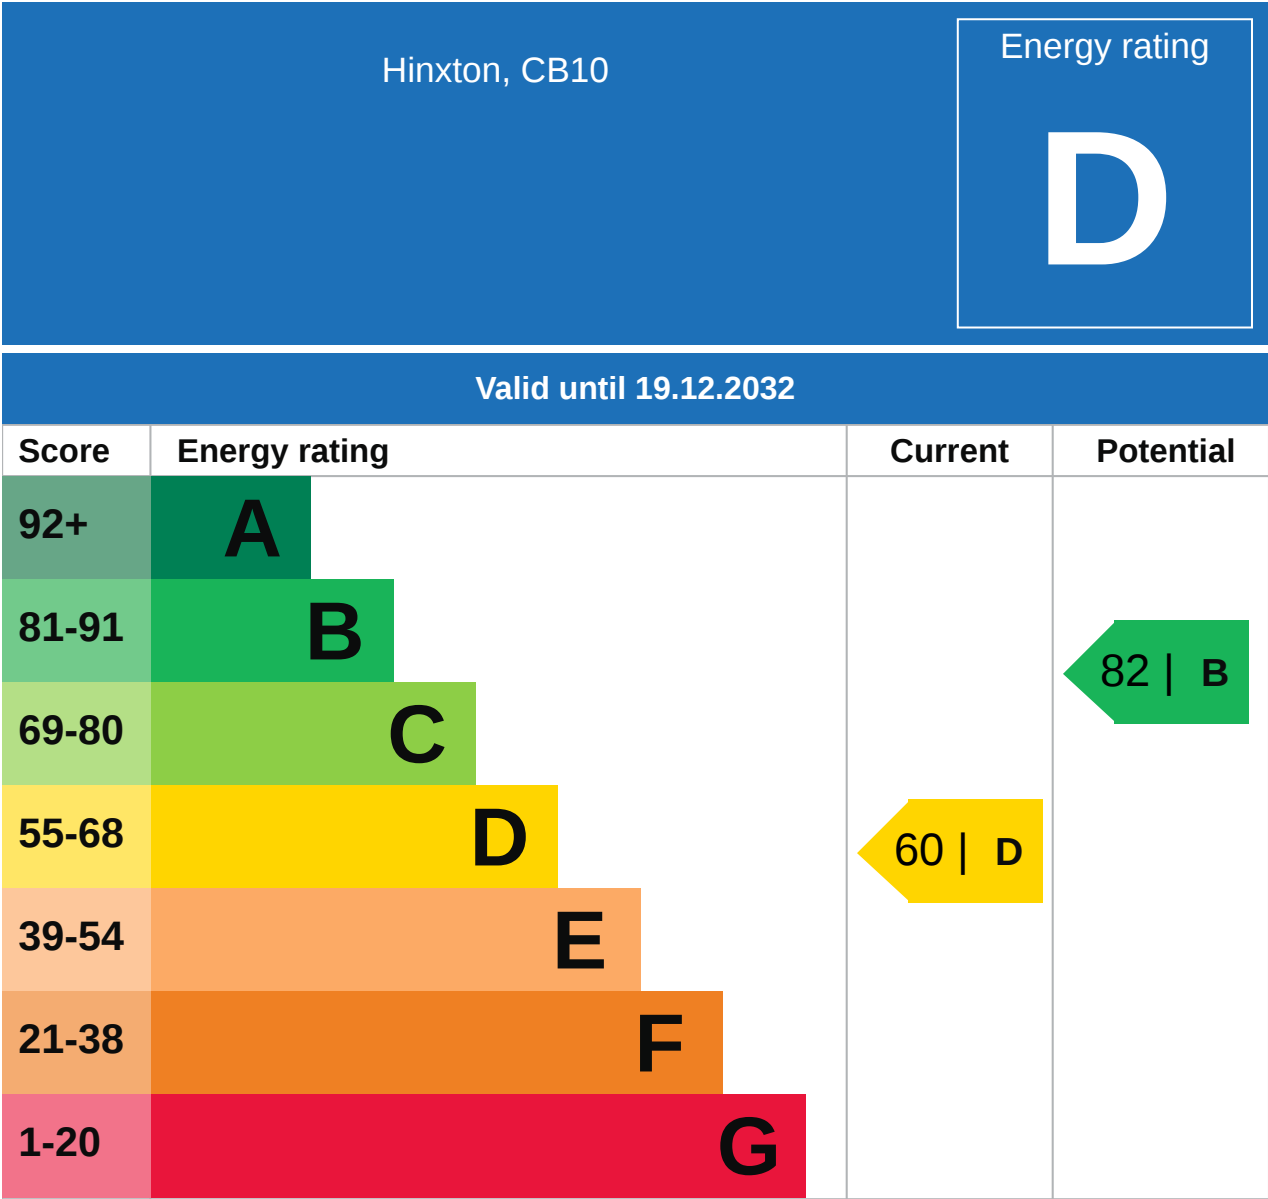 Hinxton, CB10
Energy rating
D
Valid until 19.12.2032
Score Energy rating Current Potential
92+ A
81-91 B
82 | B
69-80 C
55-68 D
60 | D
39-54 E
21-38 F
1-20 G